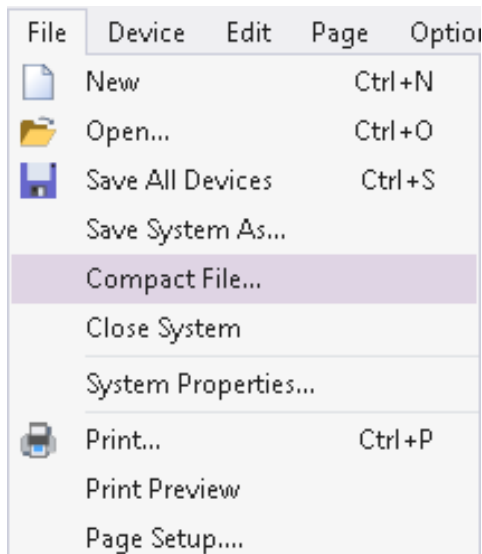 File Device Edit Page Option
New Ctrl+N
Open... Ctrl+O
Save All Devices Ctrl+S
Save System As...
Compact File...
Close System
System Properties...
Print... Ctrl+P
Print Preview
Page Setup....